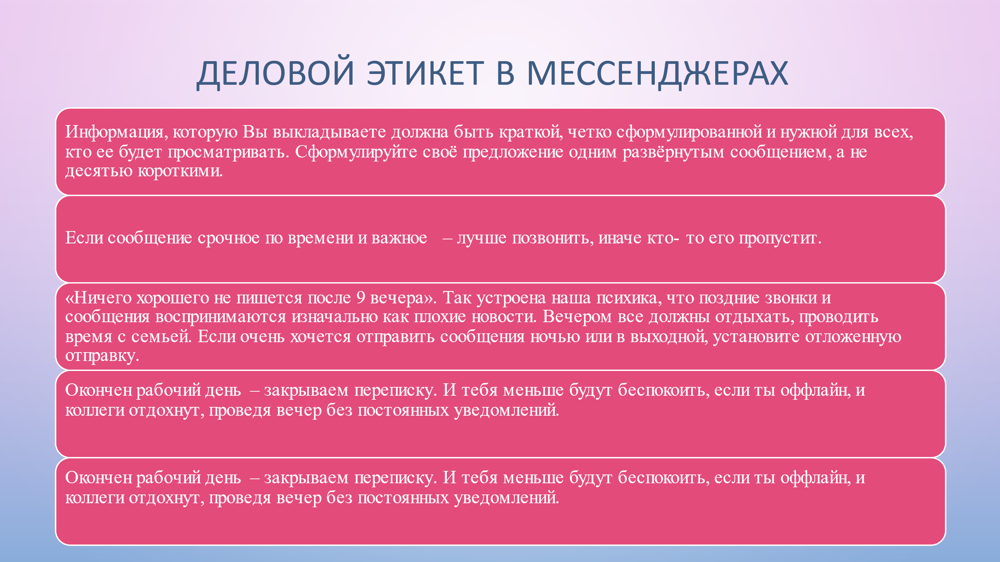 ДЕЛОВОЙ ЭТИКЕТ В МЕССЕНДЖЕРАХ
Информация, которую Вы выкладываете должна быть краткой, четко сформулированной и нужной для всех,
кто ее будет просматривать. Сформулируйте своё предложение одним развёрнутым сообщением, а не
десятью короткими.
Если сообщение срочное по времени и важное – лучше позвонить, иначе кто- то его пропустит.
«Ничего хорошего не пишется после 9 вечера». Так устроена наша психика, что поздние звонки и
сообщения воспринимаются изначально как плохие новости. Вечером все должны отдыхать, проводить
время с семьей. Если очень хочется отправить сообщения ночью или в выходной, установите отложенную
отправку.
Окончен рабочий день – закрываем переписку. И тебя меньше будут беспокоить, если ты оффлайн, и
коллеги отдохнут, проведя вечер без постоянных уведомлений.
Окончен рабочий день – закрываем переписку. И тебя меньше будут беспокоить, если ты оффлайн, и
коллеги отдохнут, проведя вечер без постоянных уведомлений.